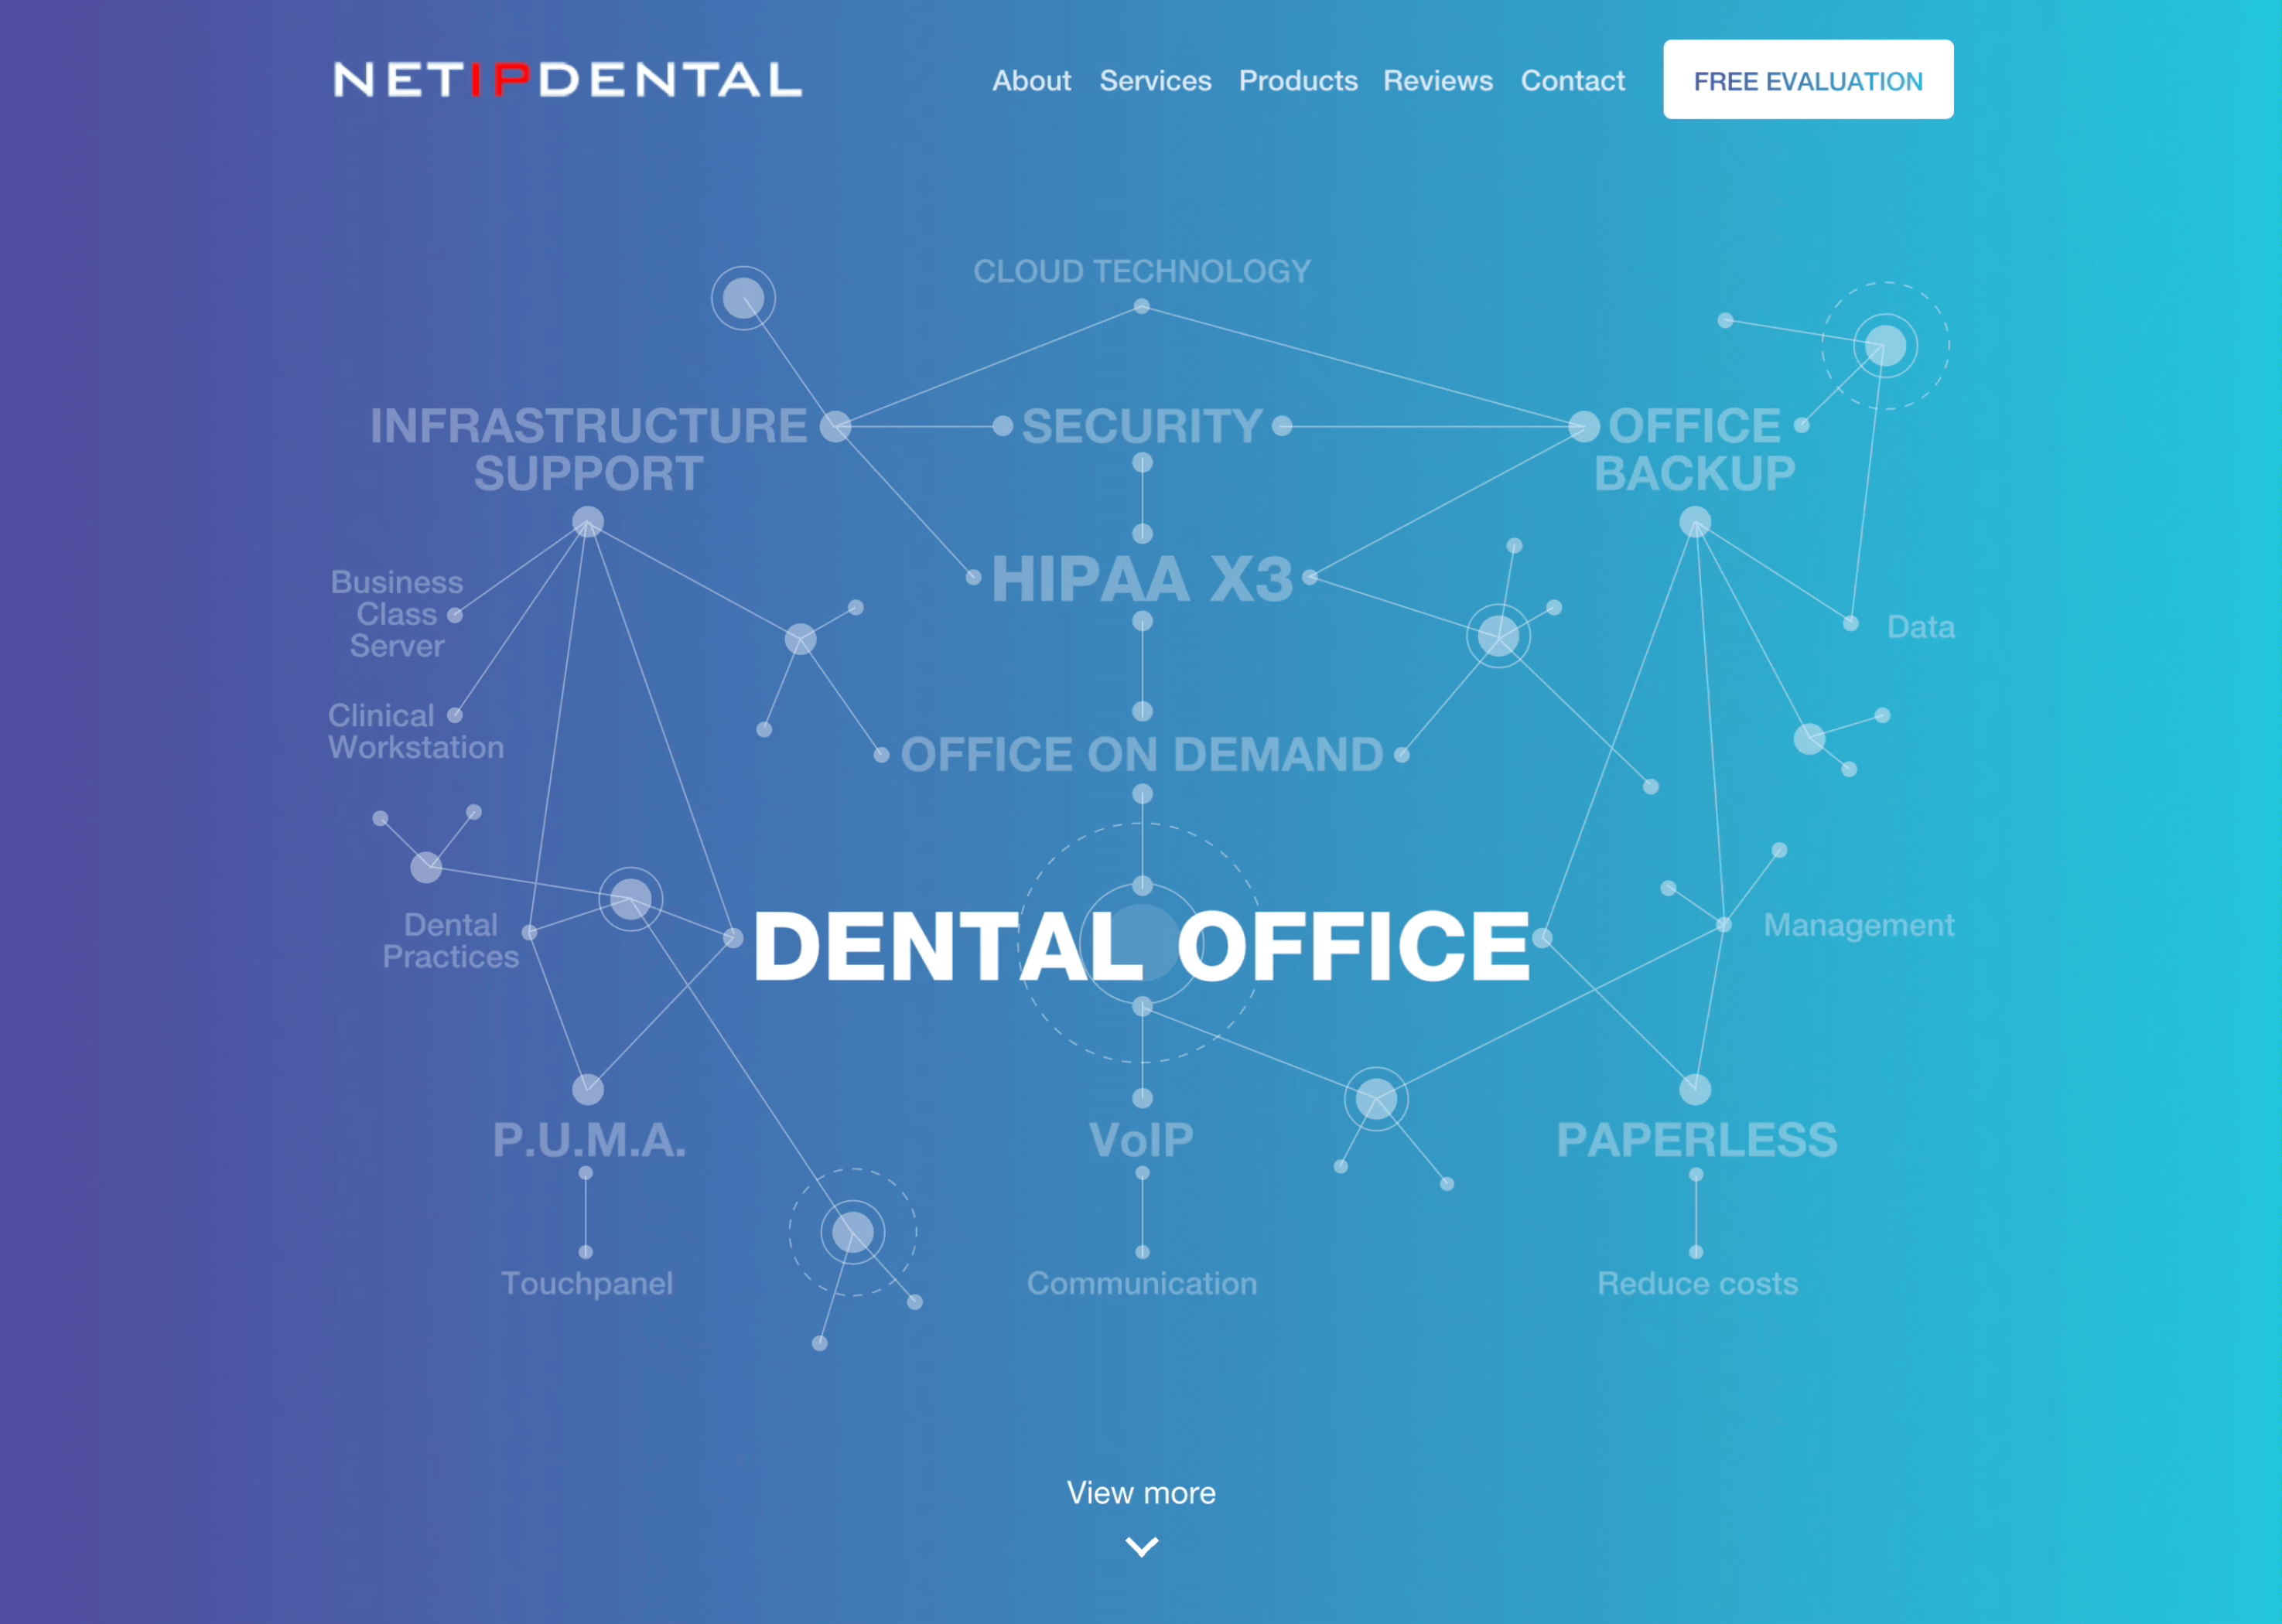 NETIPDENTAL
About Services Products Reviews Contact FREE EVALUATION
CLOUD TECHNOLOGY
INFRASTRUCTURE
SUPPORT
SECURITY
OFFICE
BACKUP
HIPAA X3
Business
Class
Server
Data
Clinical
Workstation
OFFICE ON DEMAND
Dental
Practices
DENTAL OFFICE
Management
P.U.M.A.
VoIP
PAPERLESS
Touchpanel
Communication
Reduce costs
View more